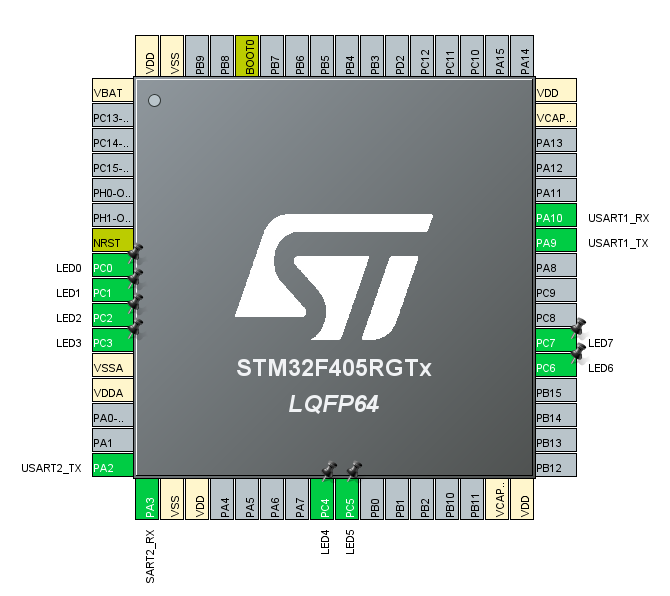 VDD
VSS
PB9
PB8
BOOT0
PB7
PB6
PB5
PB4
PB3
PD2
PC12
PC11
PC10
PA15
PA14
VBAT
PC13-..
PC14-..
PC15-..
PH0-O..
PH1-O..
NRST
LED0 PC0
LED1 PC1
LED2 PC2
LED3 PC3
VSSA
VDDA
PA0-..
PA1
USART2_TX PA2
ST
STM32F405RGTx
LQFP64
VDD
VCAP..
PA13
PA12
PA11
PA10 USART1_RX
PA9 USART1_TX
PA8
PC9
PC8
PC7 LED7
PC6 LED6
PB15
PB14
PB13
PB12
PA3
VSS
VDD
PA4
PA5
PA6
PA7
PC4
PC5
PB0
PB1
PB2
PB10
PB11
VCAP..
VDD
SART2_RX
LED4
LED5